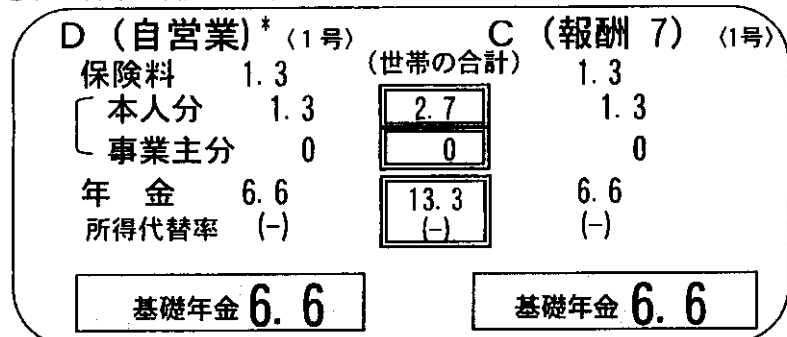 D (自営業)* 〈1号〉 C (報酬 7) 〈1号〉
保険料 1.3 (世帯の合計) 1.3
本人分 1.3 2.7 1.3
事業主分 0 0 0
年 金 6.6 13.3 6.6
所得代替率 (-) (-) (-)
基礎年金 6.6 基礎年金 6.6